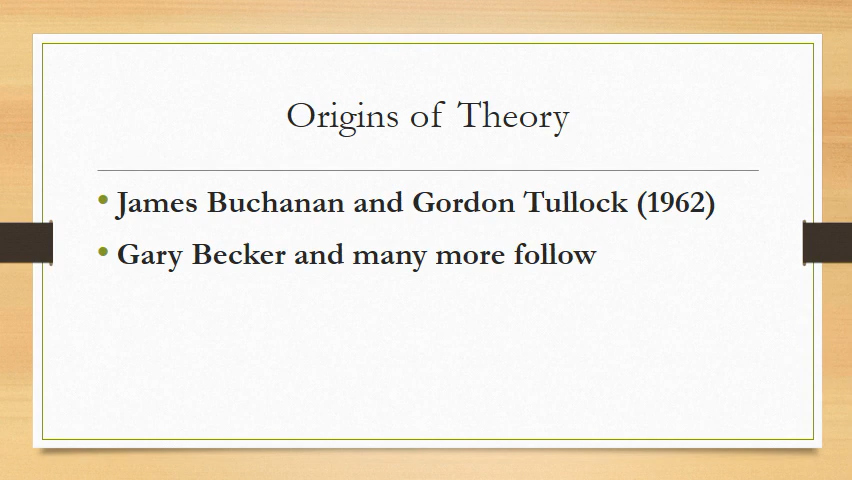 Origins of Theory
• James Buchanan and Gordon Tullock (1962)
• Gary Becker and many more follow